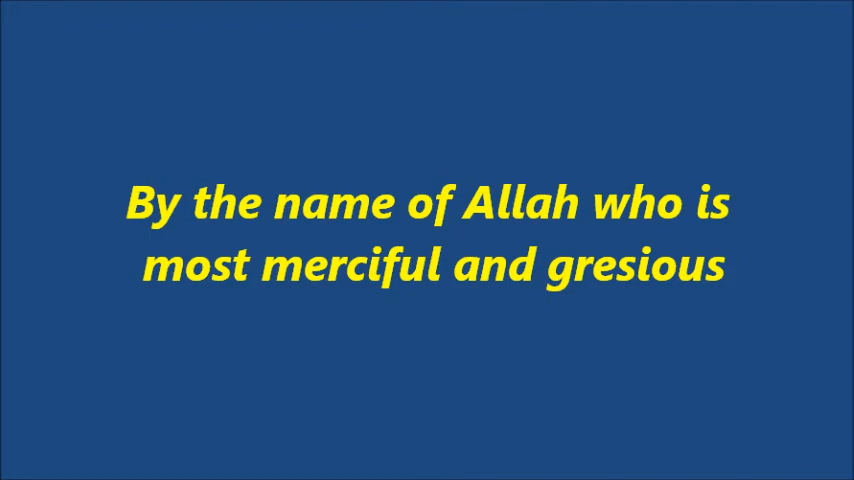 By the name of Allah who is
most merciful and gresious